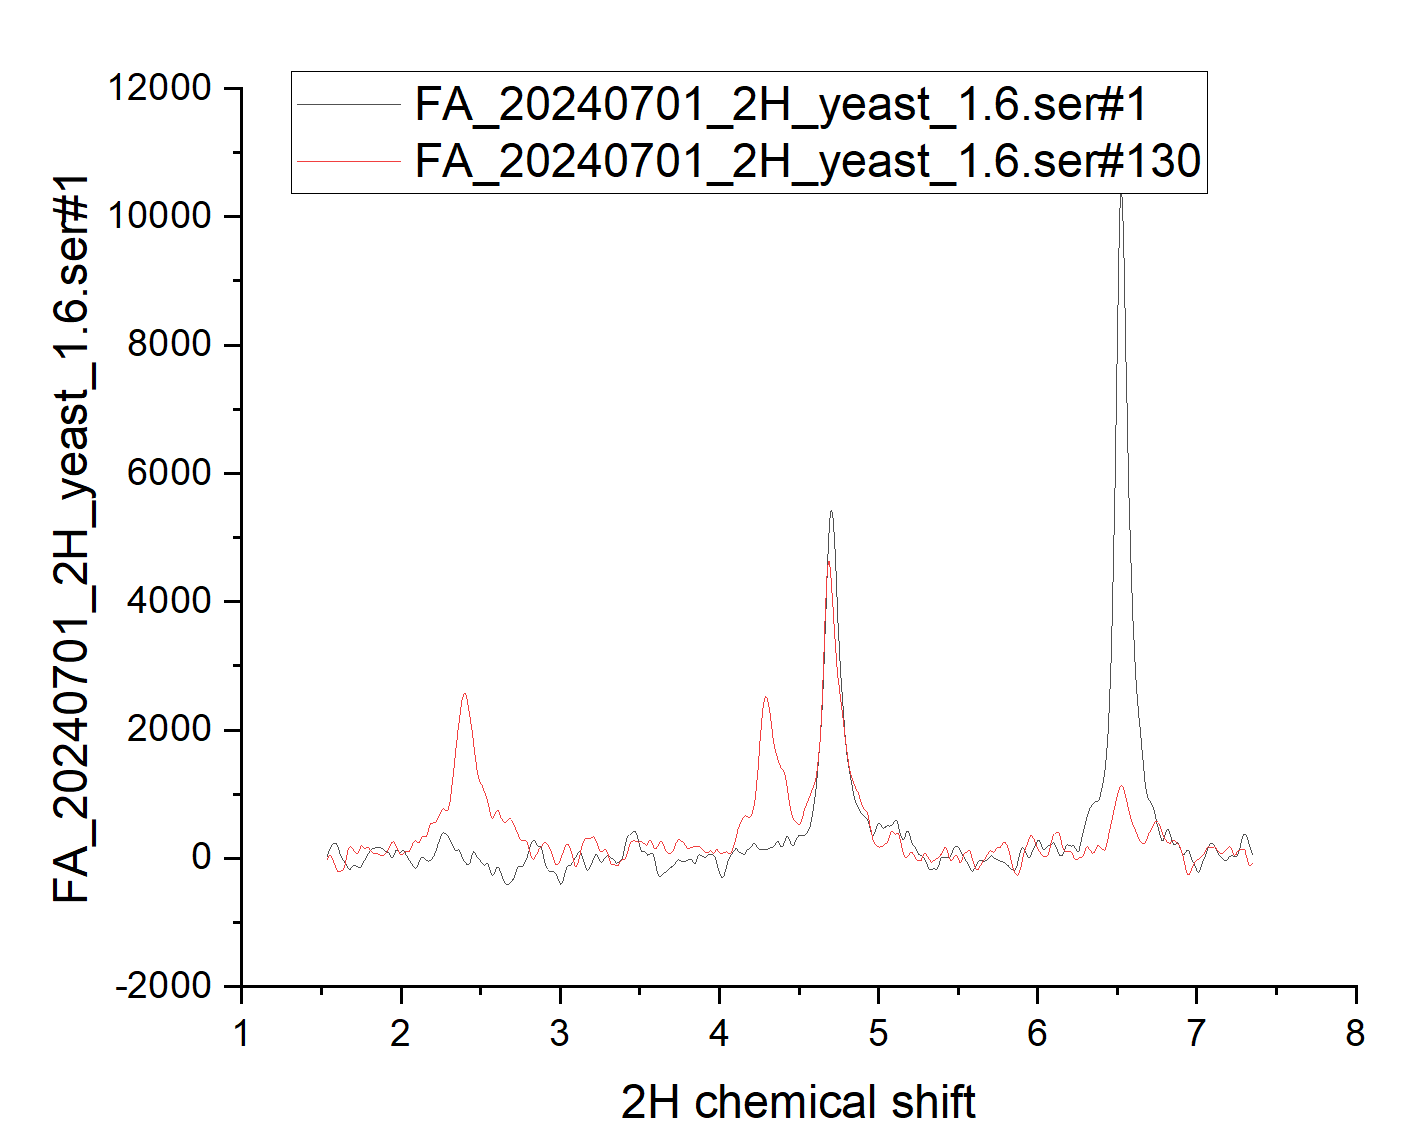 FA_20240701_2H_yeast_1.6.ser#1
FA_20240701_2H_yeast_1.6.ser#130
12000
10000
8000
6000
4000
2000
0
-2000
FA_20240701_2H_yeast_1.6.ser#1
1 2 3 4 5 6 7 8
2H chemical shift